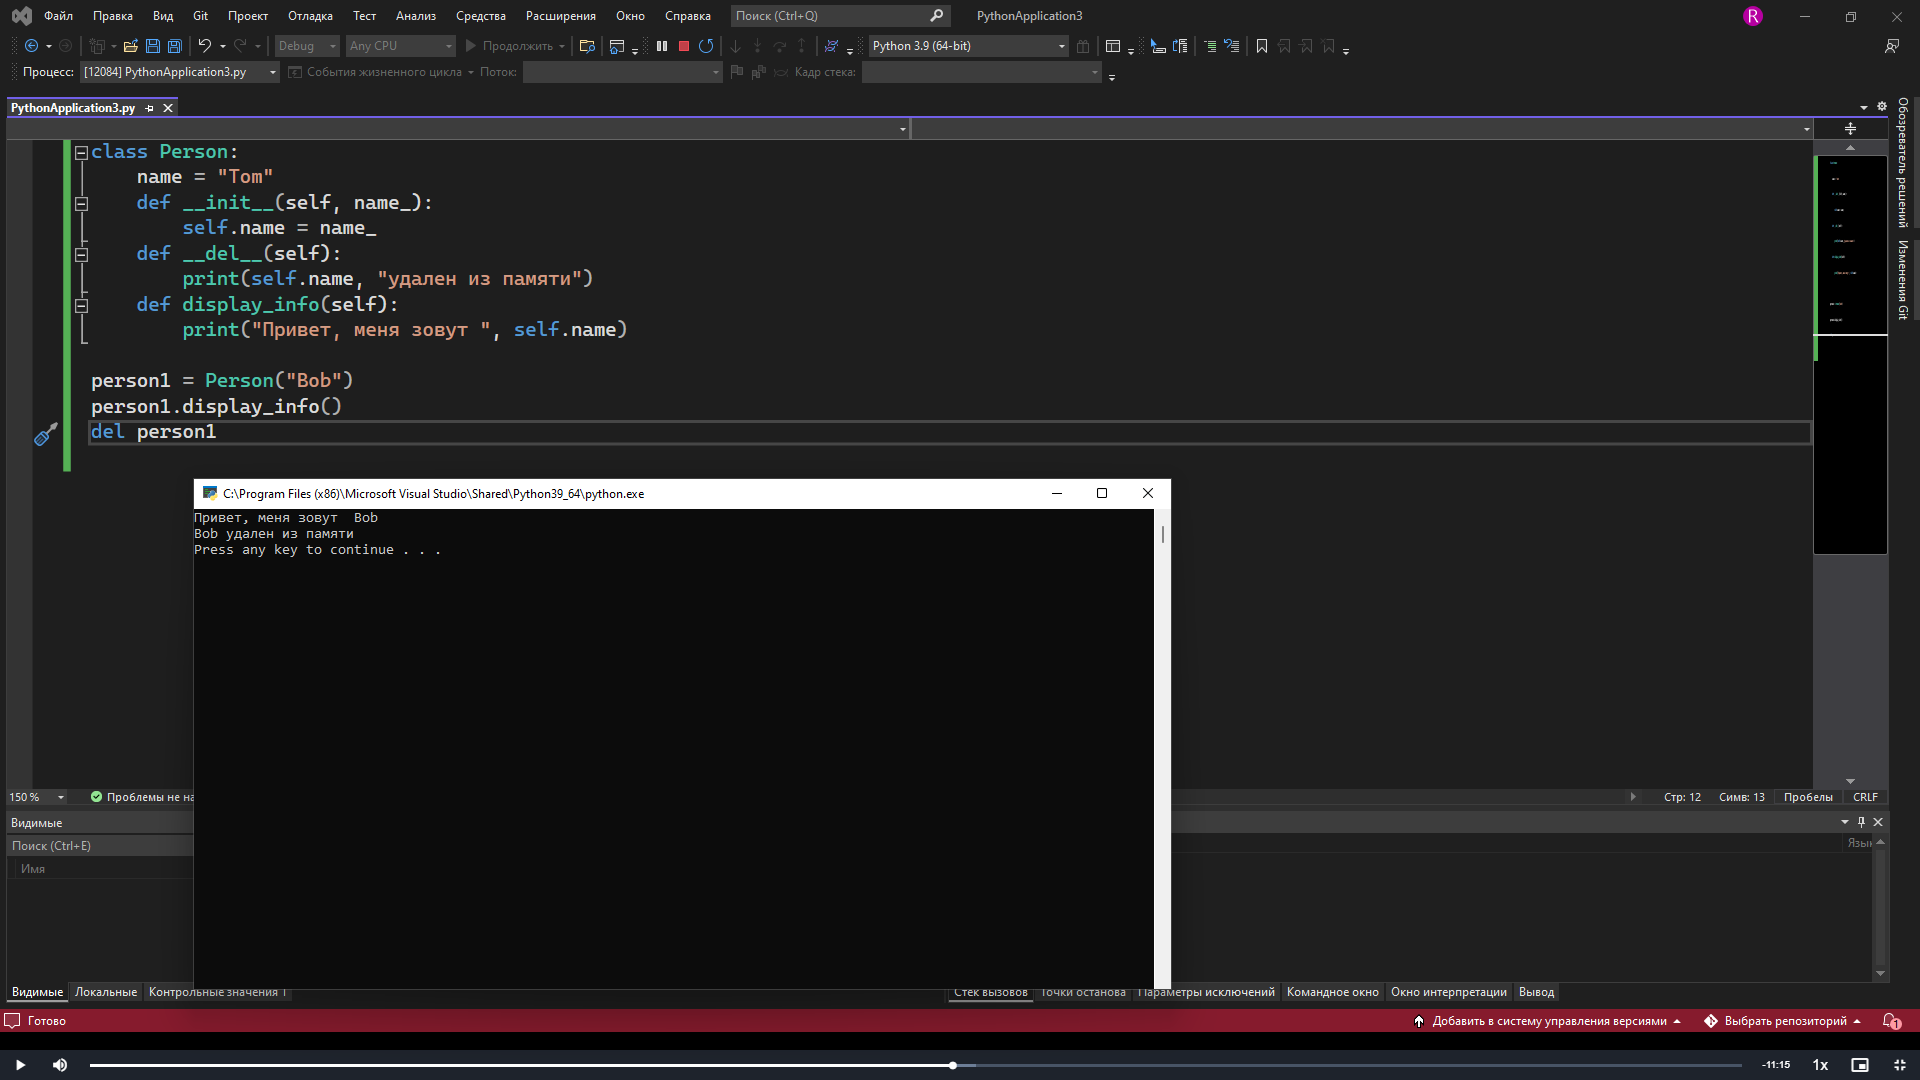 Файл Правка Вид Git Проект Отладка Тест Анализ Средства Расширения Окно Справка Поиск (Ctrl+Q) PythonApplication3 R
Debug Any CPU Продолжить Python 3.9 (64-bit)
Процесс: [12084] PythonApplication3.py События жизненного цикла Поток: Кадр стека:
PythonApplication3.py
class Person:
name = "Tom"
def __init__(self, name_):
self.name = name_
def __del__(self):
print(self.name, "удален из памяти")
def display_info(self):
print("Привет, меня зовут ", self.name)
person1 = Person("Bob")
person1.display_info()
del person1
Обозреватель решений
Изменения Git
C:\Program Files (x86)\Microsoft Visual Studio\Shared\Python39_64\python.exe
Привет, меня зовут  Bob
Bob удален из памяти
Press any key to continue . . .
150 % Проблемы не на Стр: 12 Симв: 13 Пробелы CRLF
Видимые
Поиск (Ctrl+E)
Имя
Язык
Видимые Локальные Контрольные значения 1 Стек вызовов Точки останова Параметры исключений Командное окно Окно интерпретации Вывод
Готово Добавить в систему управления версиями Выбрать репозиторий 1
-11:15 1x